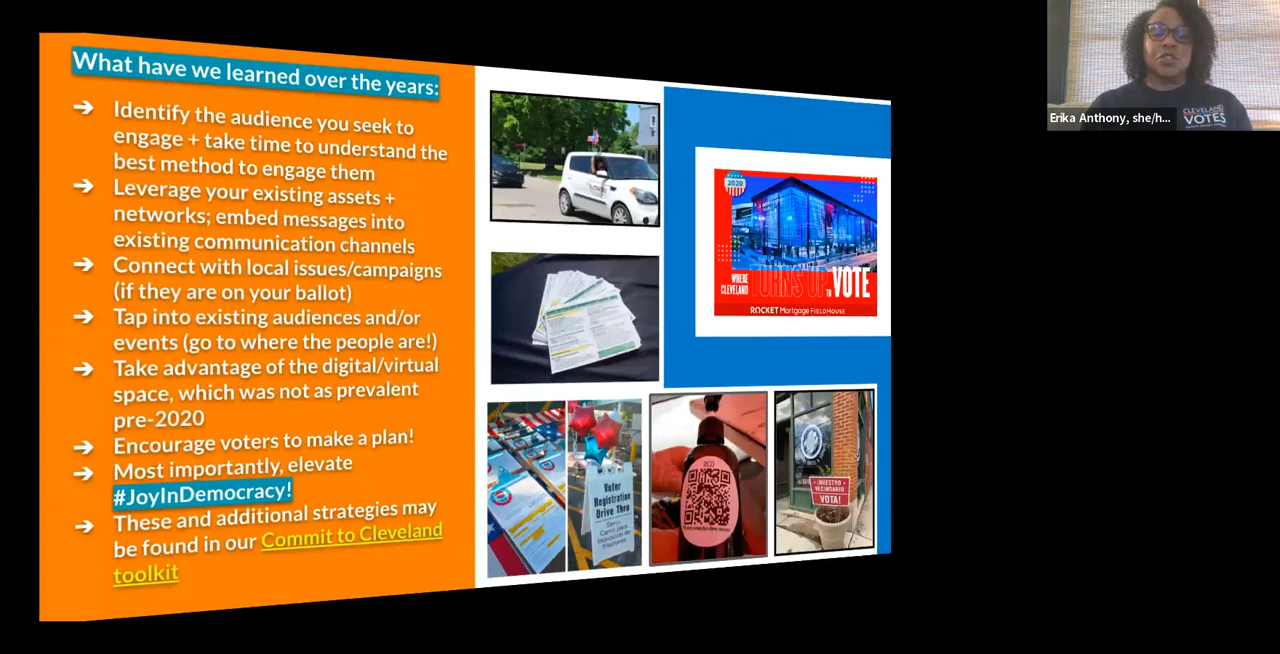 What have we learned over the years:
➔ Identify the audience you seek to
engage + take time to understand the
best method to engage them
➔ Leverage your existing assets +
networks; embed messages into
existing communication channels
➔ Connect with local issues/campaigns
(if they are on your ballot)
➔ Tap into existing audiences and/or
events (go to where the people are!)
➔ Take advantage of the digital/virtual
space, which was not as prevalent
pre-2020
➔ Encourage voters to make a plan!
➔ Most importantly, elevate
#JoyInDemocracy!
➔ These and additional strategies may
be found in our Commit to Cleveland
toolkit
2020
WHERE
CLEVELAND
TURNS UP TO VOTE
ROCKET Mortgage FIELDHOUSE
Voter
Registration
Drive Thru
¡NUESTRO
VECINDARIO
VOTA!
Erika Anthony, she/h...
CLEVELAND
VOTES